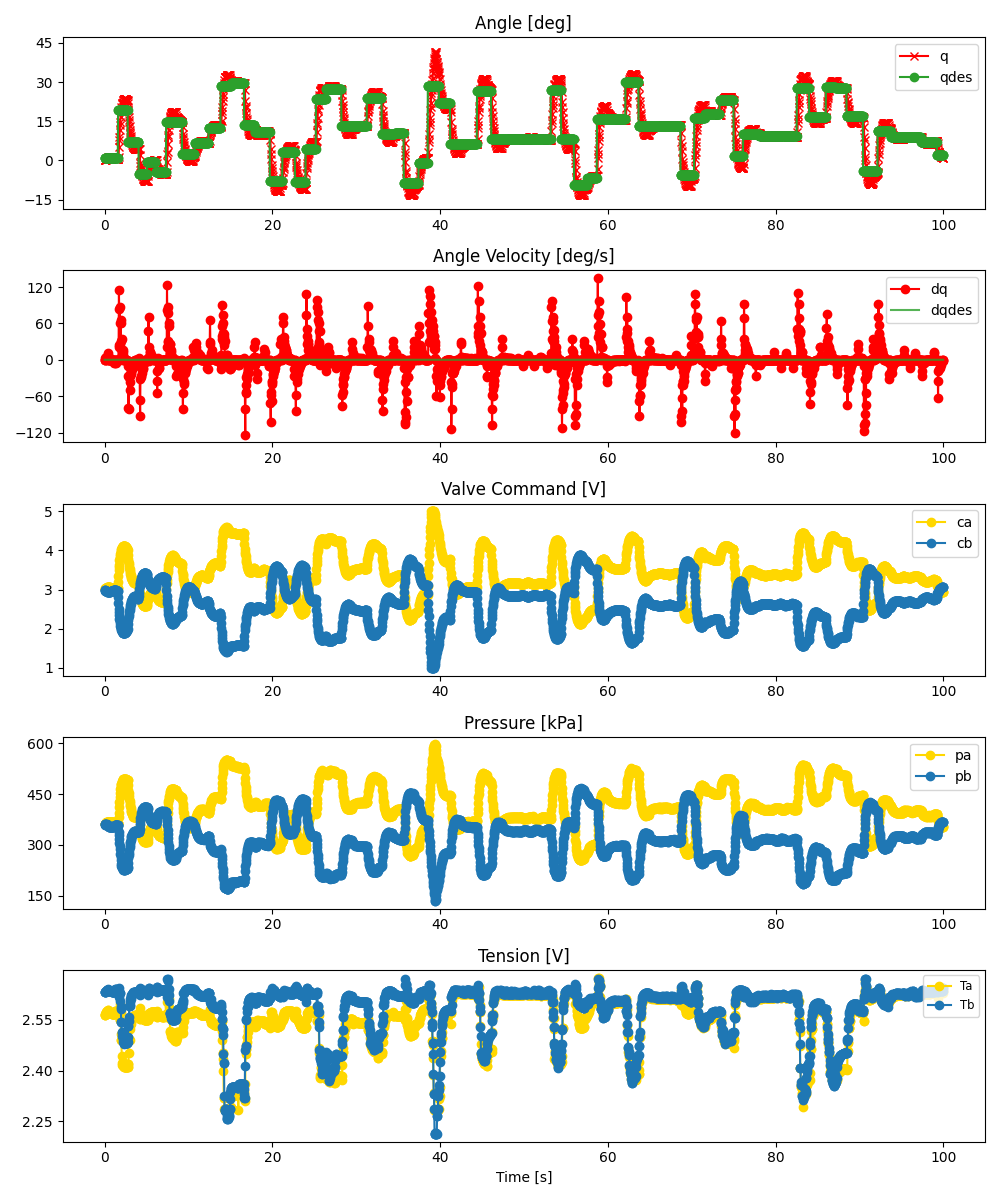 Angle [deg]
45
30
15
0
−15
q
qdes
0 20 40 60 80 100
Angle Velocity [deg/s]
120
60
0
−60
−120
dq
dqdes
0 20 40 60 80 100
Valve Command [V]
5
4
3
2
1
ca
cb
0 20 40 60 80 100
Pressure [kPa]
600
450
300
150
pa
pb
0 20 40 60 80 100
Tension [V]
2.55
2.40
2.25
Ta
Tb
0 20 40 60 80 100
Time [s]